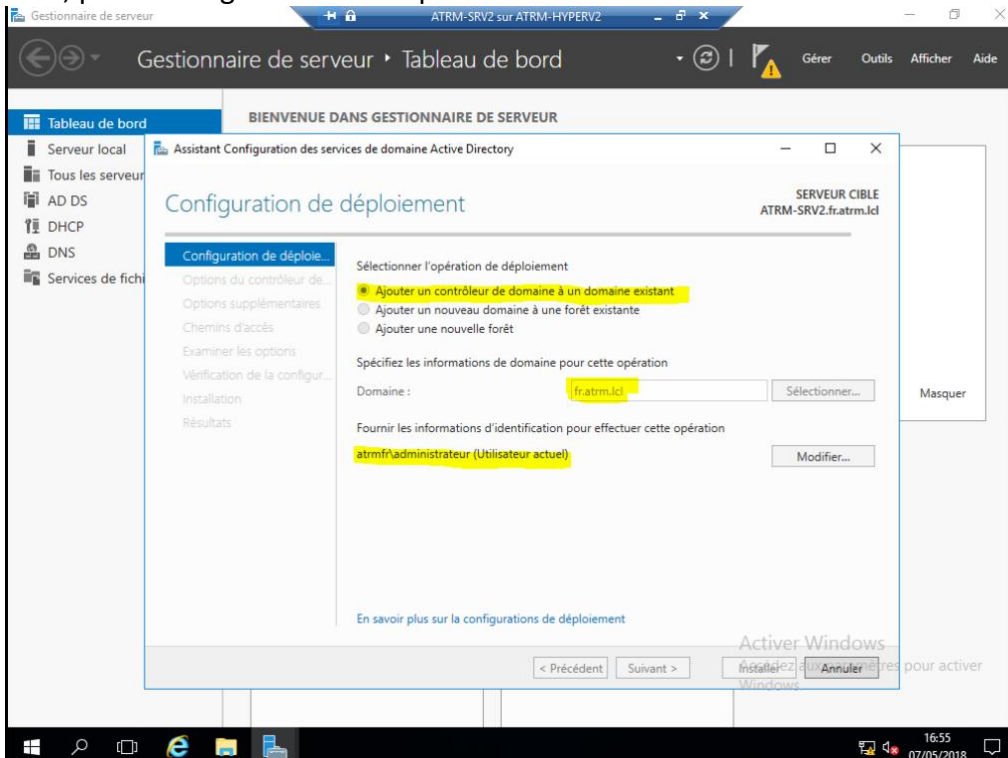 Gestionnaire de serveur
ATRM-SRV2 sur ATRM-HYPERV2
Gestionnaire de serveur ‣ Tableau de bord
Gérer Outils Afficher Aide
Tableau de bord
Serveur local
Tous les serveur
AD DS
DHCP
DNS
Services de fichi
BIENVENUE DANS GESTIONNAIRE DE SERVEUR
Assistant Configuration des services de domaine Active Directory
Configuration de déploiement
SERVEUR CIBLE
ATRM-SRV2.fr.atrm.lcl
Configuration de déploie...
Options du contrôleur de...
Options supplémentaires
Chemins d'accès
Examiner les options
Vérification de la configur...
Installation
Résultats
Sélectionner l'opération de déploiement
Ajouter un contrôleur de domaine à un domaine existant
Ajouter un nouveau domaine à une forêt existante
Ajouter une nouvelle forêt
Spécifiez les informations de domaine pour cette opération
Domaine : fr.atrm.lcl Sélectionner...
Fournir les informations d'identification pour effectuer cette opération
atrmfr\administrateur (Utilisateur actuel) Modifier...
En savoir plus sur la configurations de déploiement
Masquer
< Précédent Suivant > Installer Annuler
Activer Windows
pour activer
Windows
16:55
07/05/2018